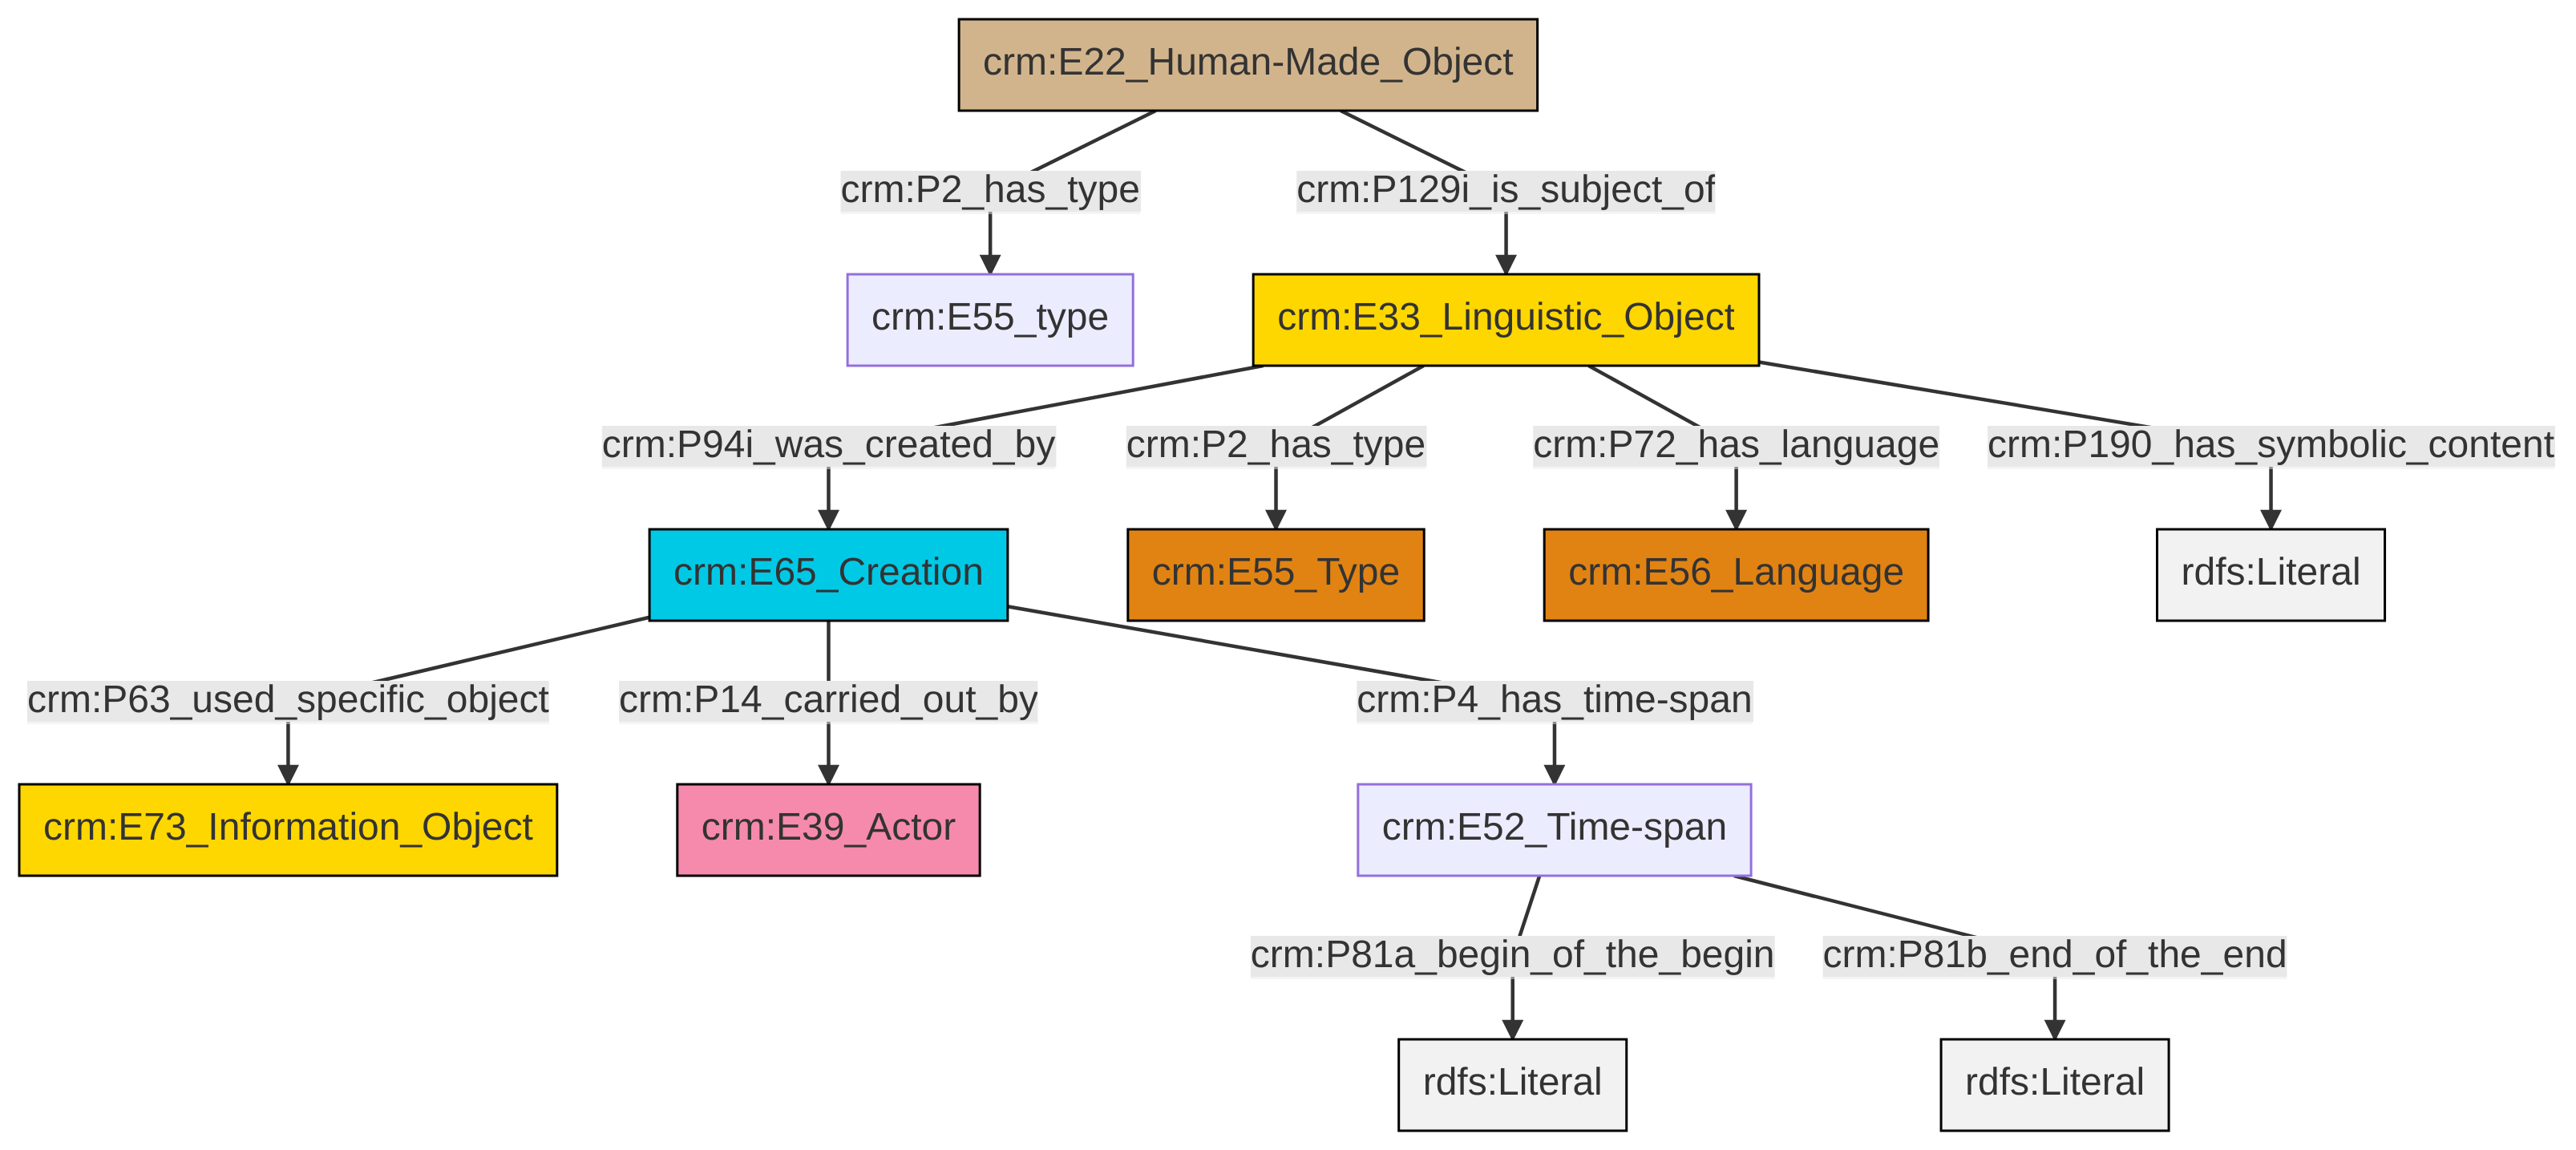 crm:E22_Human-Made_Object
crm:P2_has_type
crm:P129i_is_subject_of
crm:E55_type
crm:E33_Linguistic_Object
crm:P94i_was_created_by
crm:P2_has_type
crm:P72_has_language
crm:P190_has_symbolic_content
crm:E65_Creation
crm:E55_Type
crm:E56_Language
rdfs:Literal
crm:P63_used_specific_object
crm:P14_carried_out_by
crm:P4_has_time-span
crm:E73_Information_Object
crm:E39_Actor
crm:E52_Time-span
crm:P81a_begin_of_the_begin
crm:P81b_end_of_the_end
rdfs:Literal
rdfs:Literal